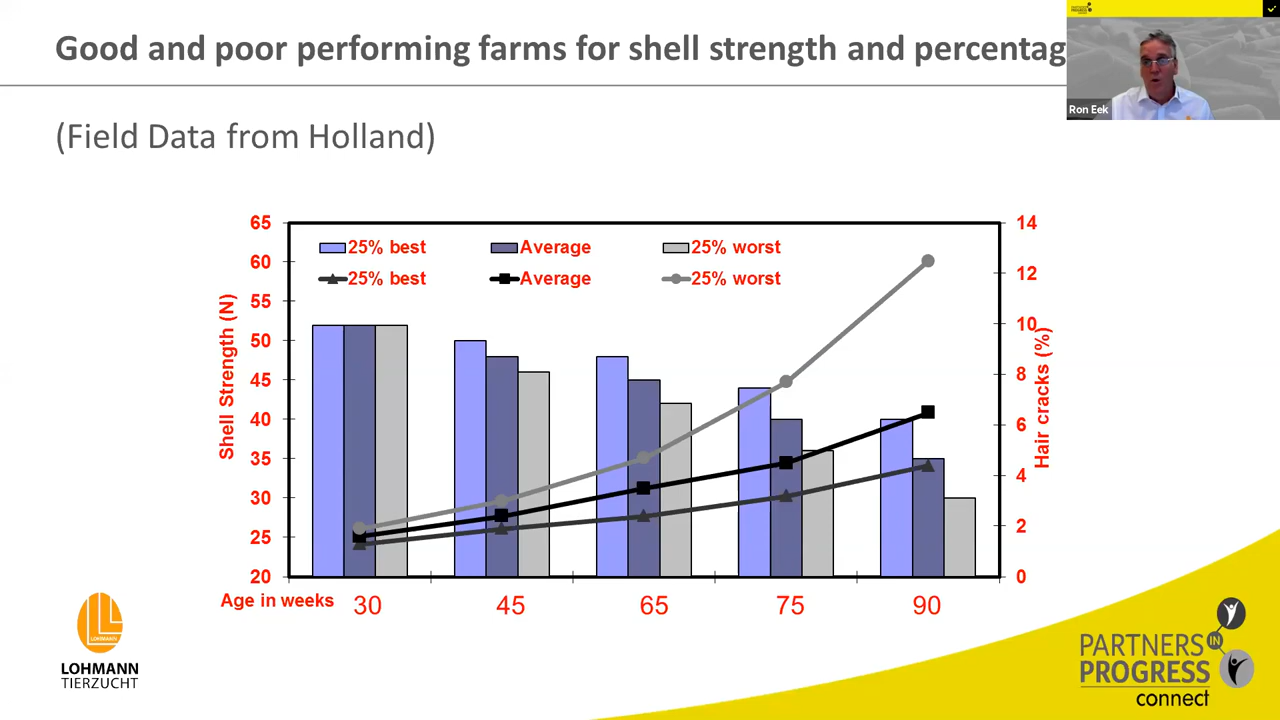 Good and poor performing farms for shell strength and percentag
(Field Data from Holland)
Ron Eek
65
60
55
50
45
40
35
30
25
20
Shell Strength (N)
25% best
Average
25% worst
25% best
Average
25% worst
14
12
10
8
6
4
2
0
Hair cracks (%)
Age in weeks
30
45
65
75
90
LOHMANN
LOHMANN
TIERZUCHT
PARTNERS
IN
PROGRESS
connect